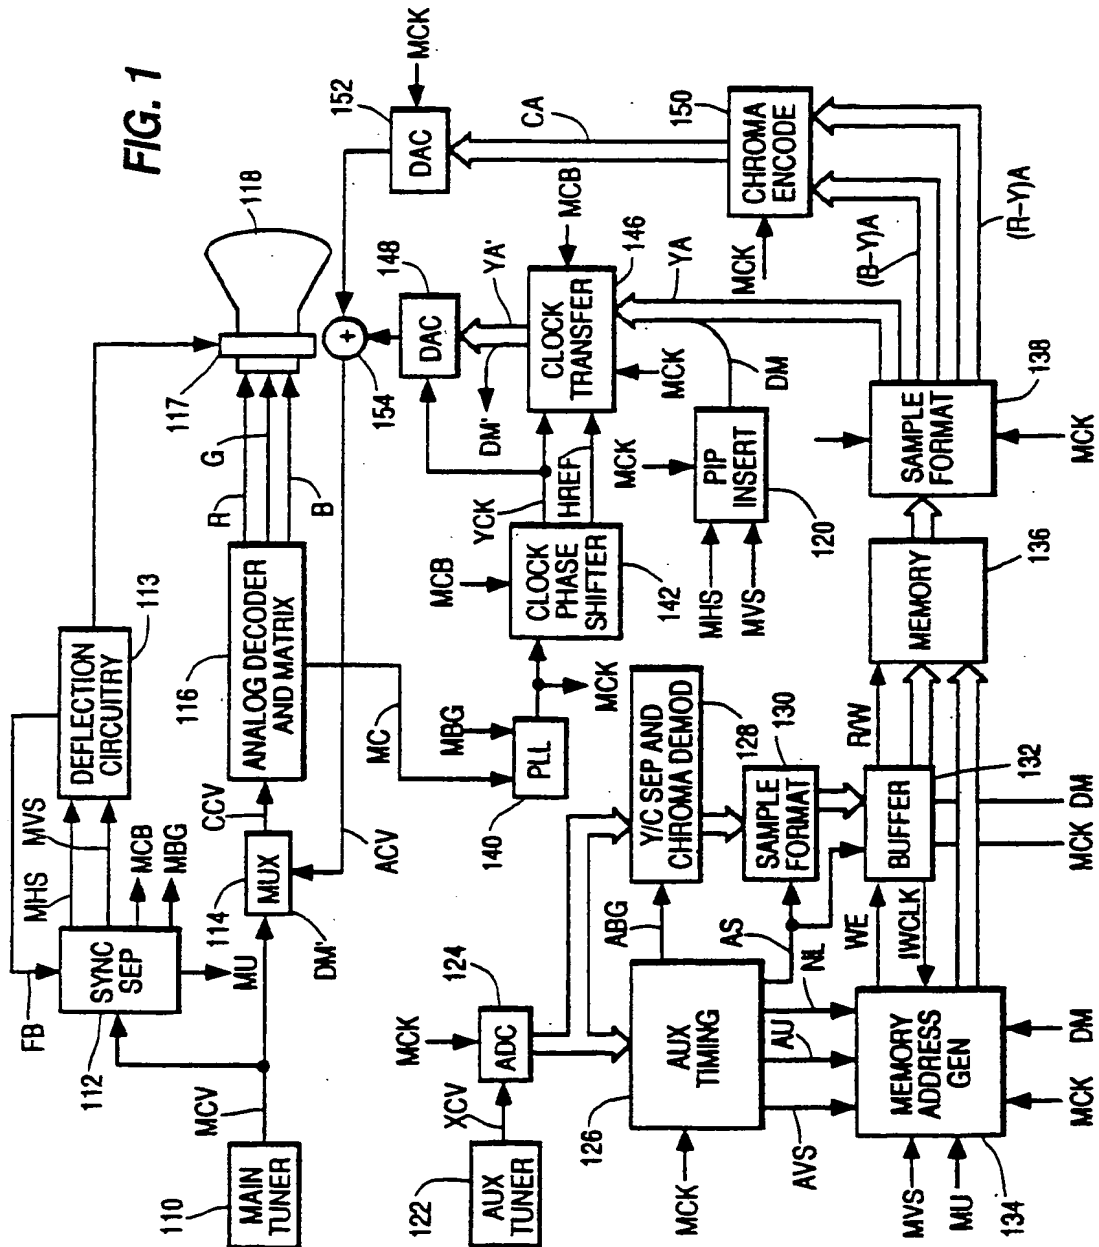 FIG. 1
118
117
R
G
B
154
+
DAC
152
MCK
148
DAC
YA'
DM'
CLOCK
TRANSFER
146
MCB
MCK
CA
CHROMA
ENCODE
150
MCK
YA
DM
(B-Y)A
(R-Y)A
113
DEFLECTION
CIRCUITRY
116
ANALOG DECODER
AND MATRIX
MC
MBG
PLL
140
MCK
MCB
CLOCK
PHASE
SHIFTER
142
YCK
HREF
MCK
PIP
INSERT
120
MHS
MVS
SAMPLE
FORMAT
138
MCK
MEMORY
136
FB
SYNC
SEP
112
MHS
MVS
MCB
MBG
MU
114
MUX
CCV
ACV
DM'
MCV
110
MAIN
TUNER
122
AUX
TUNER
XCV
MCK
ADC
124
126
AUX
TIMING
MCK
ABG
Y/C SEP AND
CHROMA DEMOD
128
AS
SAMPLE
FORMAT
130
NL
AU
AVS
WE
IWCLK
BUFFER
132
R/W
MCK
DM
MEMORY
ADDRESS
GEN
134
MVS
MU
MCK
DM